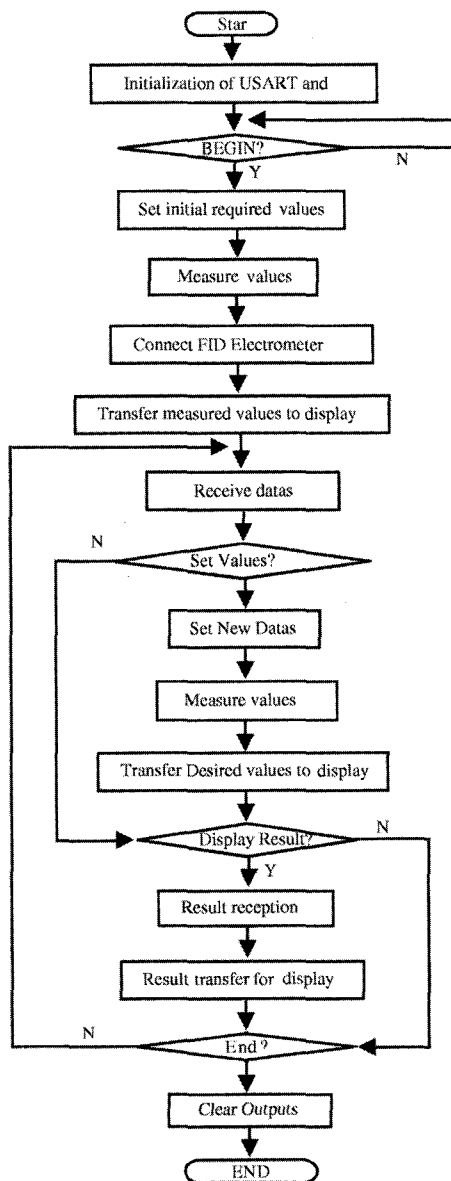 Star
Initialization of USART and
BEGIN?
N
Y
Set initial required values
Measure values
Connect FID Electrometer
Transfer measured values to display
Receive datas
N
Set Values?
Set New Datas
Measure values
Transfer Desired values to display
Display Result?
N
Y
Result reception
Result transfer for display
N
End ?
Clear Outputs
END